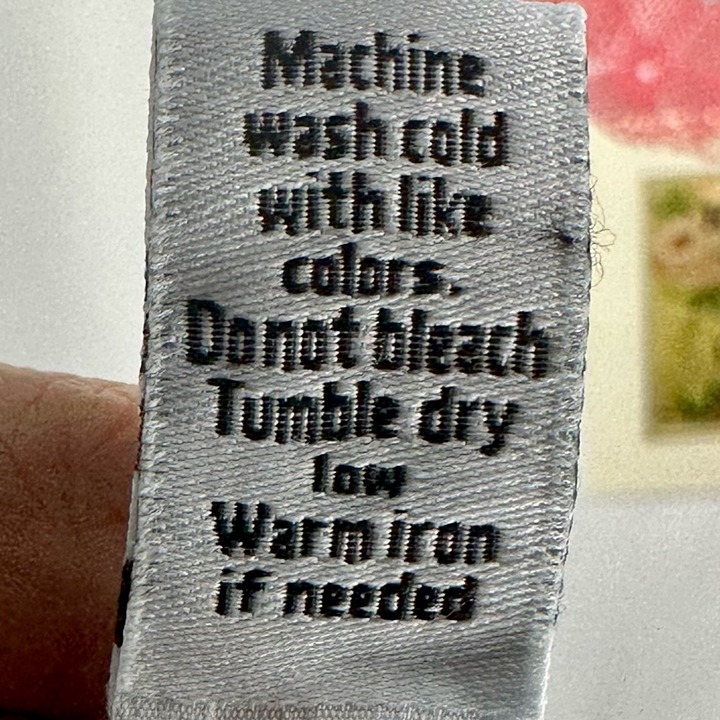 Machine
wash cold
with like
colors.
Do not bleach
Tumble dry
low
Warm iron
if needed